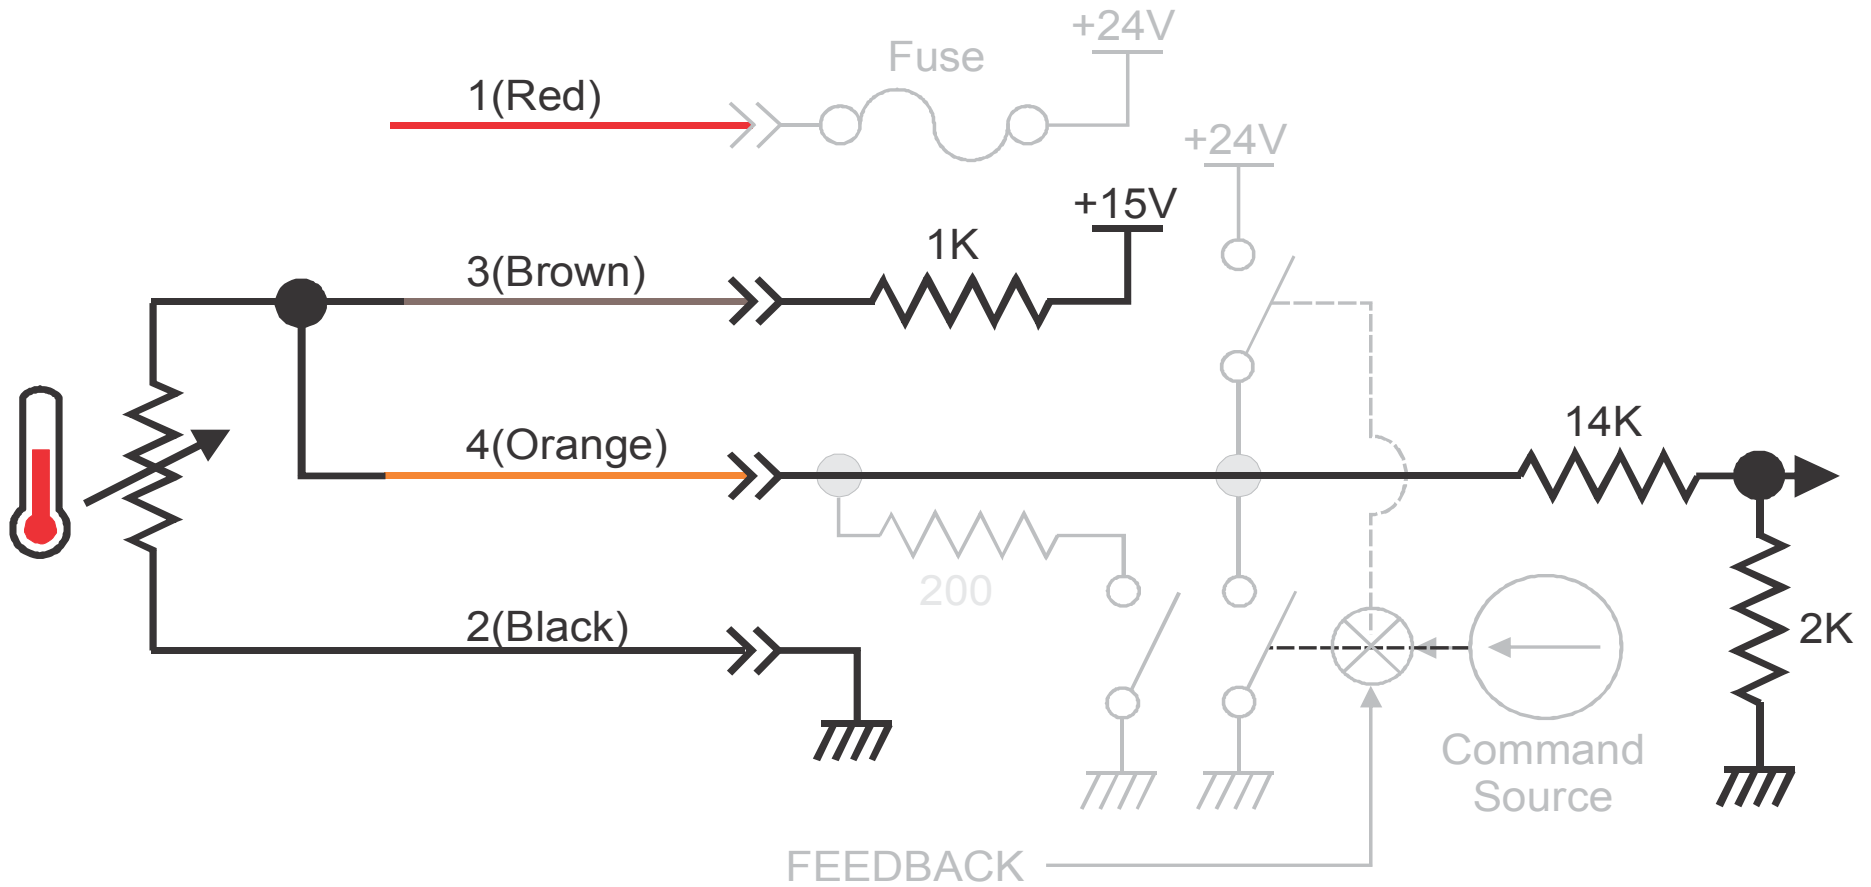 +24V
Fuse
1(Red)
+24V
+15V
1K
3(Brown)
14K
4(Orange)
200
2(Black)
2K
Command
Source
FEEDBACK